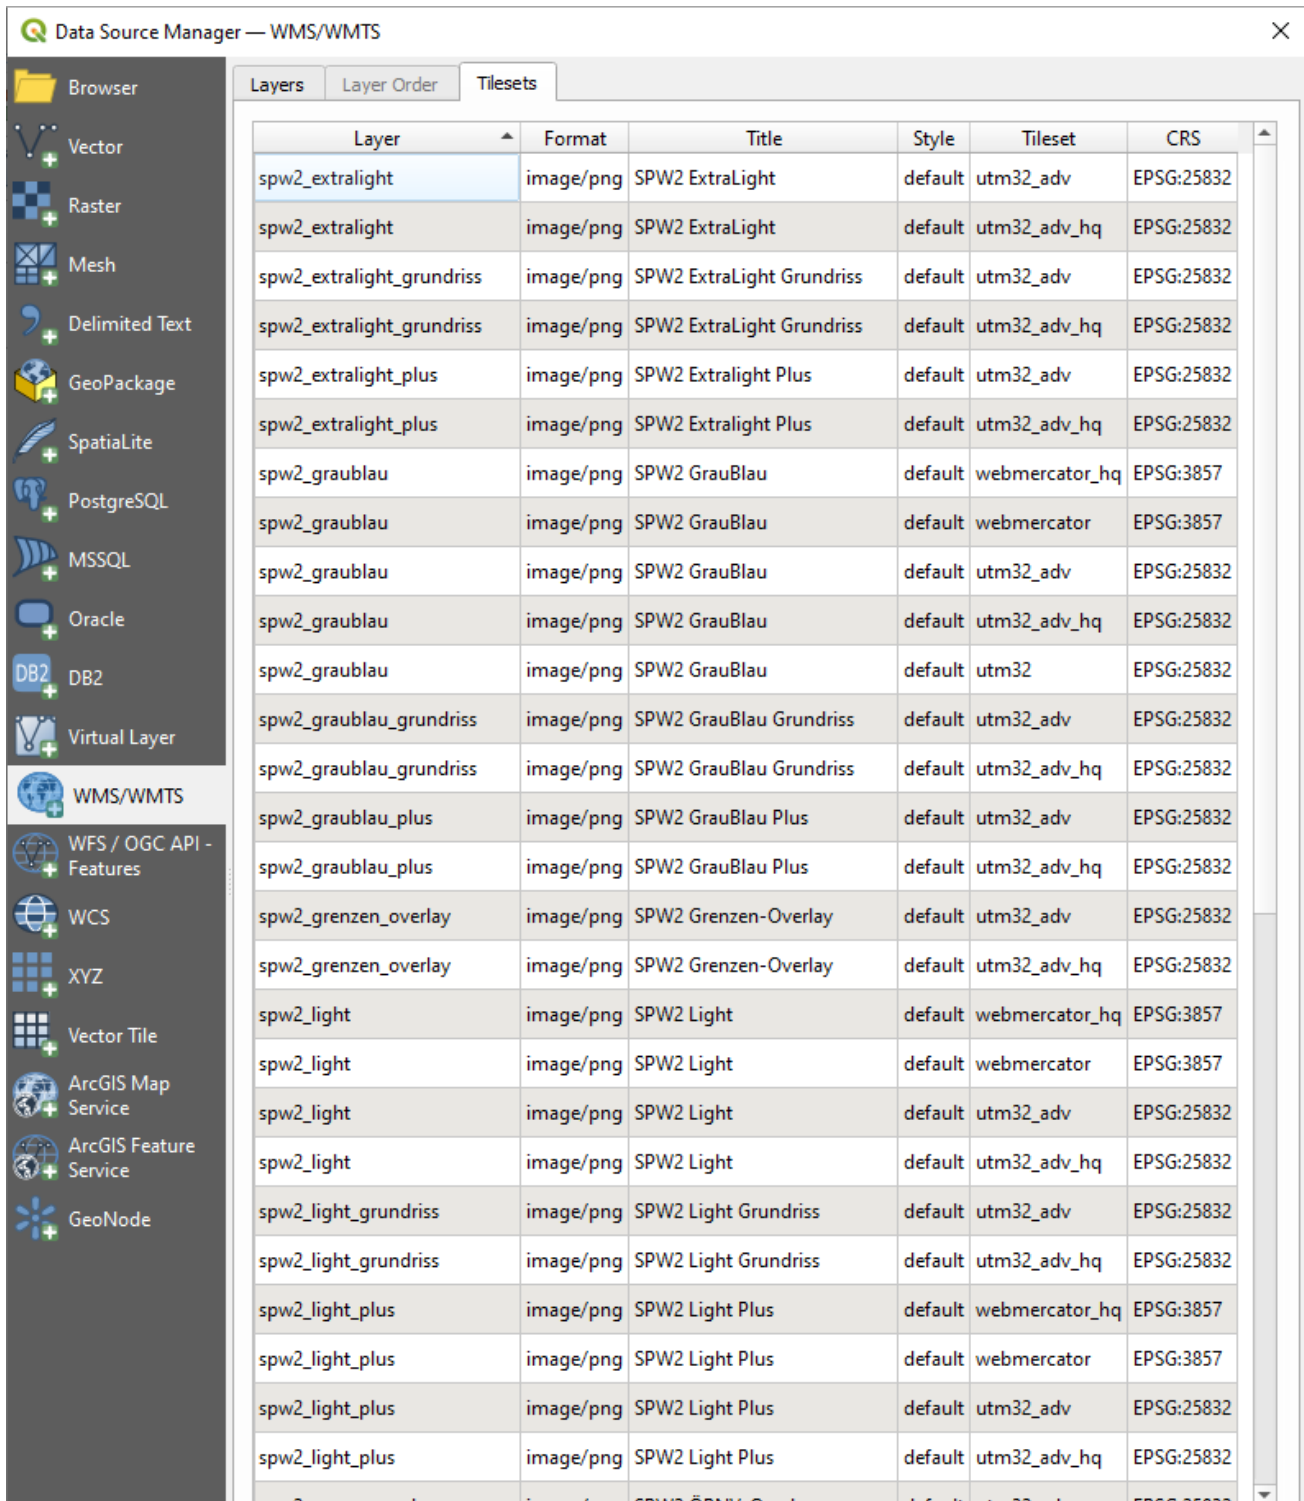 Data Source Manager — WMS/WMTS
Browser
Vector
Raster
Mesh
Delimited Text
GeoPackage
SpatiaLite
PostgreSQL
MSSQL
Oracle
DB2 DB2
Virtual Layer
WMS/WMTS
WFS / OGC API -
Features
WCS
XYZ
Vector Tile
ArcGIS Map
Service
ArcGIS Feature
Service
GeoNode
Layers Layer Order Tilesets
Layer Format Title Style Tileset CRS
spw2_extralight image/png SPW2 ExtraLight default utm32_adv EPSG:25832
spw2_extralight image/png SPW2 ExtraLight default utm32_adv_hq EPSG:25832
spw2_extralight_grundriss image/png SPW2 ExtraLight Grundriss default utm32_adv EPSG:25832
spw2_extralight_grundriss image/png SPW2 ExtraLight Grundriss default utm32_adv_hq EPSG:25832
spw2_extralight_plus image/png SPW2 Extralight Plus default utm32_adv EPSG:25832
spw2_extralight_plus image/png SPW2 Extralight Plus default utm32_adv_hq EPSG:25832
spw2_graublau image/png SPW2 GrauBlau default webmercator_hq EPSG:3857
spw2_graublau image/png SPW2 GrauBlau default webmercator EPSG:3857
spw2_graublau image/png SPW2 GrauBlau default utm32_adv EPSG:25832
spw2_graublau image/png SPW2 GrauBlau default utm32_adv_hq EPSG:25832
spw2_graublau image/png SPW2 GrauBlau default utm32 EPSG:25832
spw2_graublau_grundriss image/png SPW2 GrauBlau Grundriss default utm32_adv EPSG:25832
spw2_graublau_grundriss image/png SPW2 GrauBlau Grundriss default utm32_adv_hq EPSG:25832
spw2_graublau_plus image/png SPW2 GrauBlau Plus default utm32_adv EPSG:25832
spw2_graublau_plus image/png SPW2 GrauBlau Plus default utm32_adv_hq EPSG:25832
spw2_grenzen_overlay image/png SPW2 Grenzen-Overlay default utm32_adv EPSG:25832
spw2_grenzen_overlay image/png SPW2 Grenzen-Overlay default utm32_adv_hq EPSG:25832
spw2_light image/png SPW2 Light default webmercator_hq EPSG:3857
spw2_light image/png SPW2 Light default webmercator EPSG:3857
spw2_light image/png SPW2 Light default utm32_adv EPSG:25832
spw2_light image/png SPW2 Light default utm32_adv_hq EPSG:25832
spw2_light_grundriss image/png SPW2 Light Grundriss default utm32_adv EPSG:25832
spw2_light_grundriss image/png SPW2 Light Grundriss default utm32_adv_hq EPSG:25832
spw2_light_plus image/png SPW2 Light Plus default webmercator_hq EPSG:3857
spw2_light_plus image/png SPW2 Light Plus default webmercator EPSG:3857
spw2_light_plus image/png SPW2 Light Plus default utm32_adv EPSG:25832
spw2_light_plus image/png SPW2 Light Plus default utm32_adv_hq EPSG:25832